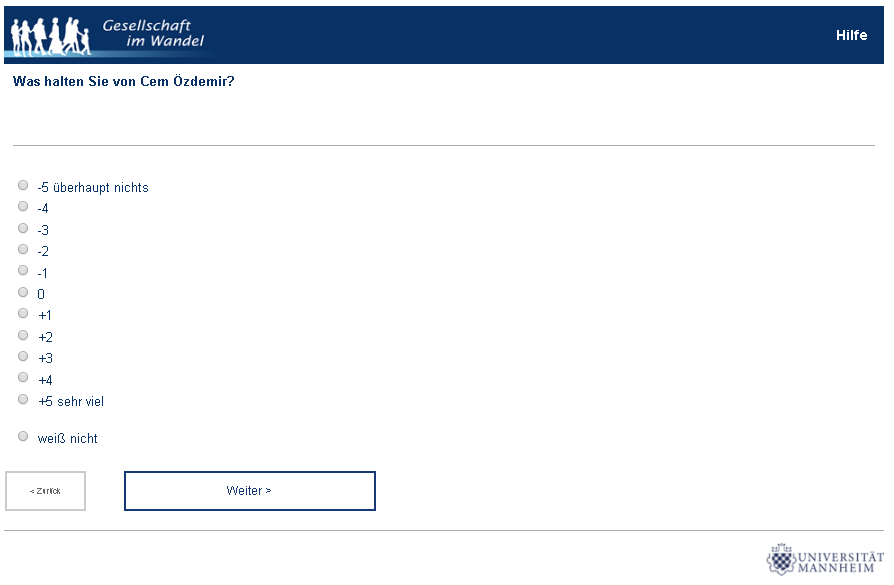 Gesellschaft
im Wandel
Hilfe
Was halten Sie von Cem Özdemir?
-5 überhaupt nichts
-4
-3
-2
-1
0
+1
+2
+3
+4
+5 sehr viel
weiß nicht
< Zurück
Weiter >
UNIVERSITÄT
MANNHEIM